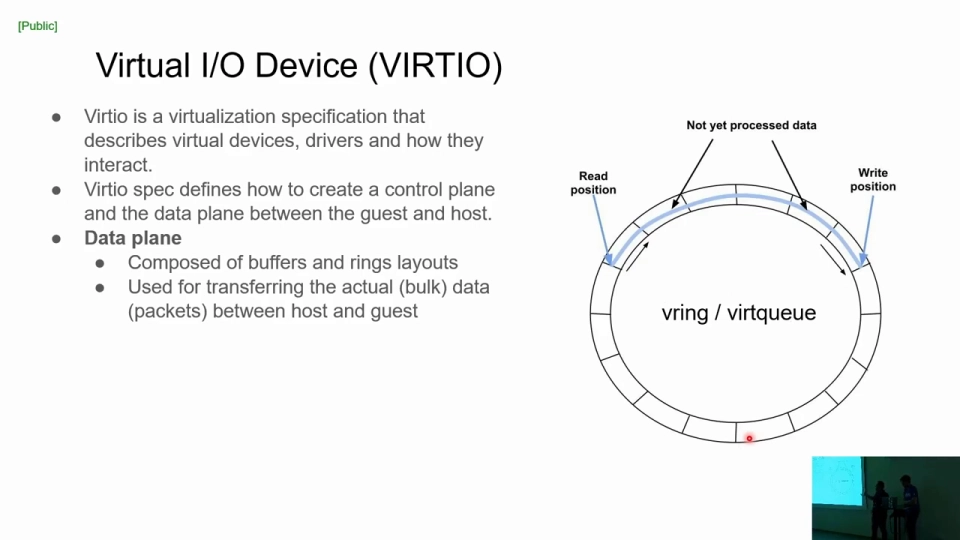 [Public]
Virtual I/O Device (VIRTIO)
● Virtio is a virtualization specification that
describes virtual devices, drivers and how they
interact.
● Virtio spec defines how to create a control plane
and the data plane between the guest and host.
● Data plane
● Composed of buffers and rings layouts
● Used for transferring the actual (bulk) data
(packets) between host and guest
Not yet processed data
Read
position
Write
position
vring / virtqueue